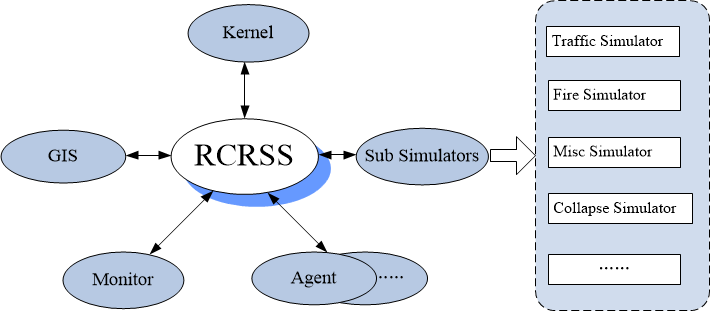 Kernel
Traffic Simulator
Fire Simulator
GIS
RCRSS
Sub Simulators
Misc Simulator
Collapse Simulator
Monitor
Agent
·····
······